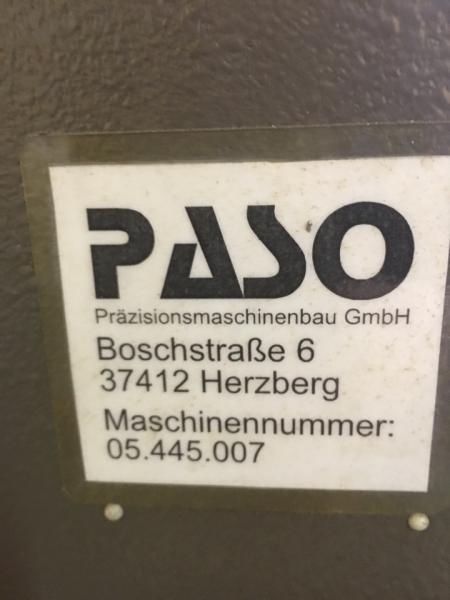 PASO
Präzisionsmaschinenbau GmbH
Boschstraße 6
37412 Herzberg
Maschinennummer:
05.445.007